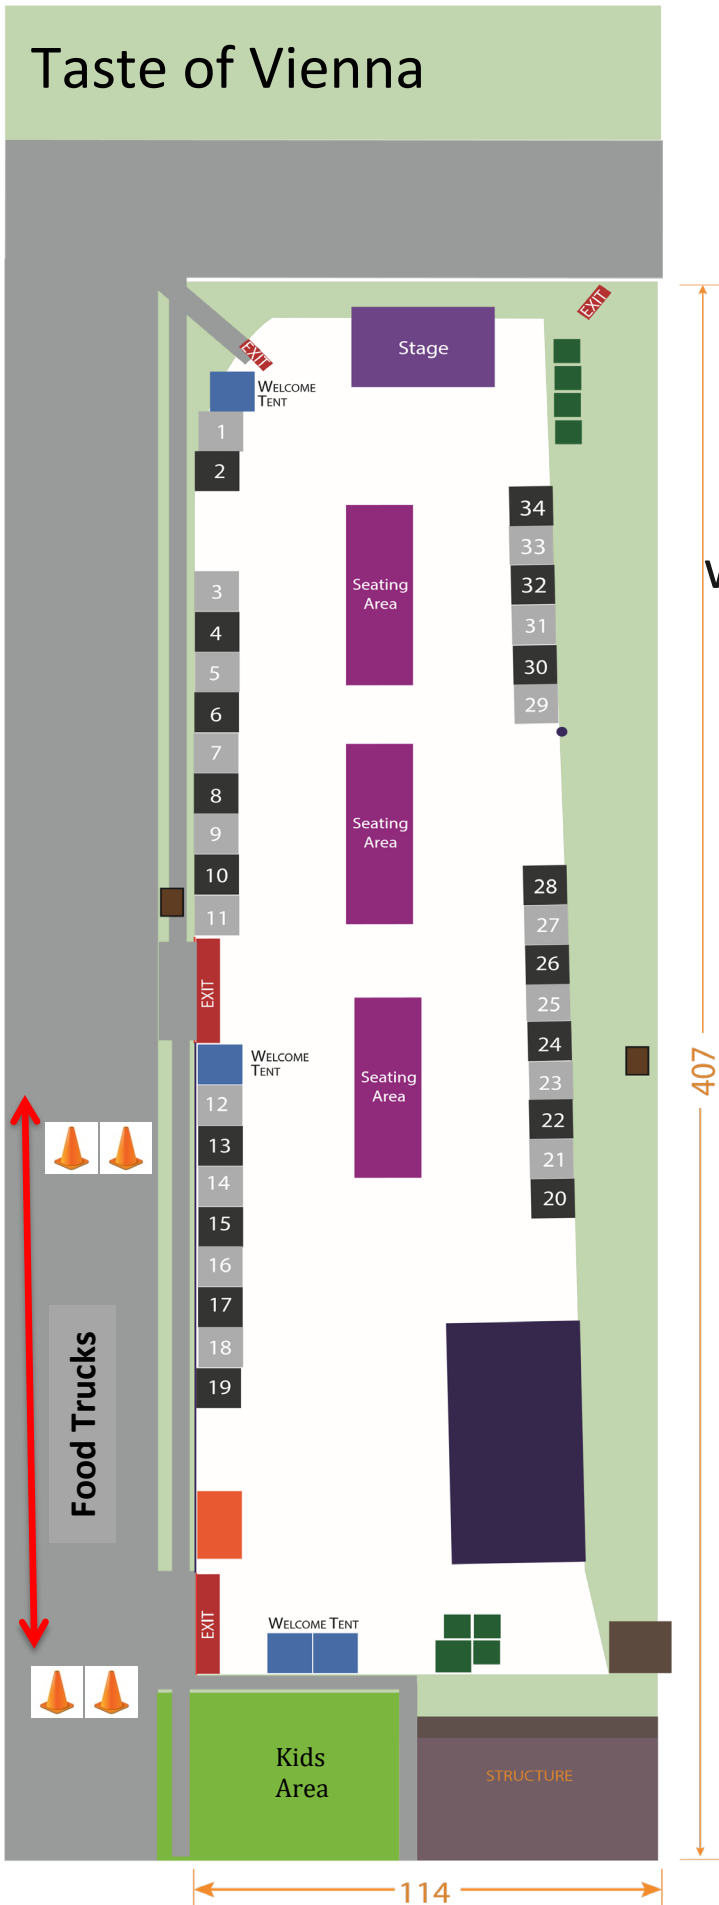 Taste of Vienna
EXIT
EXIT
Stage
WELCOME
TENT
1
2
34
33
32
31
30
29
Seating
Area
V
3
4
5
6
7
8
9
10
11
Seating
Area
28
27
26
25
24
23
22
21
20
EXIT
WELCOME
TENT
Seating
Area
407
12
13
14
15
16
17
18
19
Food Trucks
EXIT
WELCOME TENT
Kids
Area
STRUCTURE
114